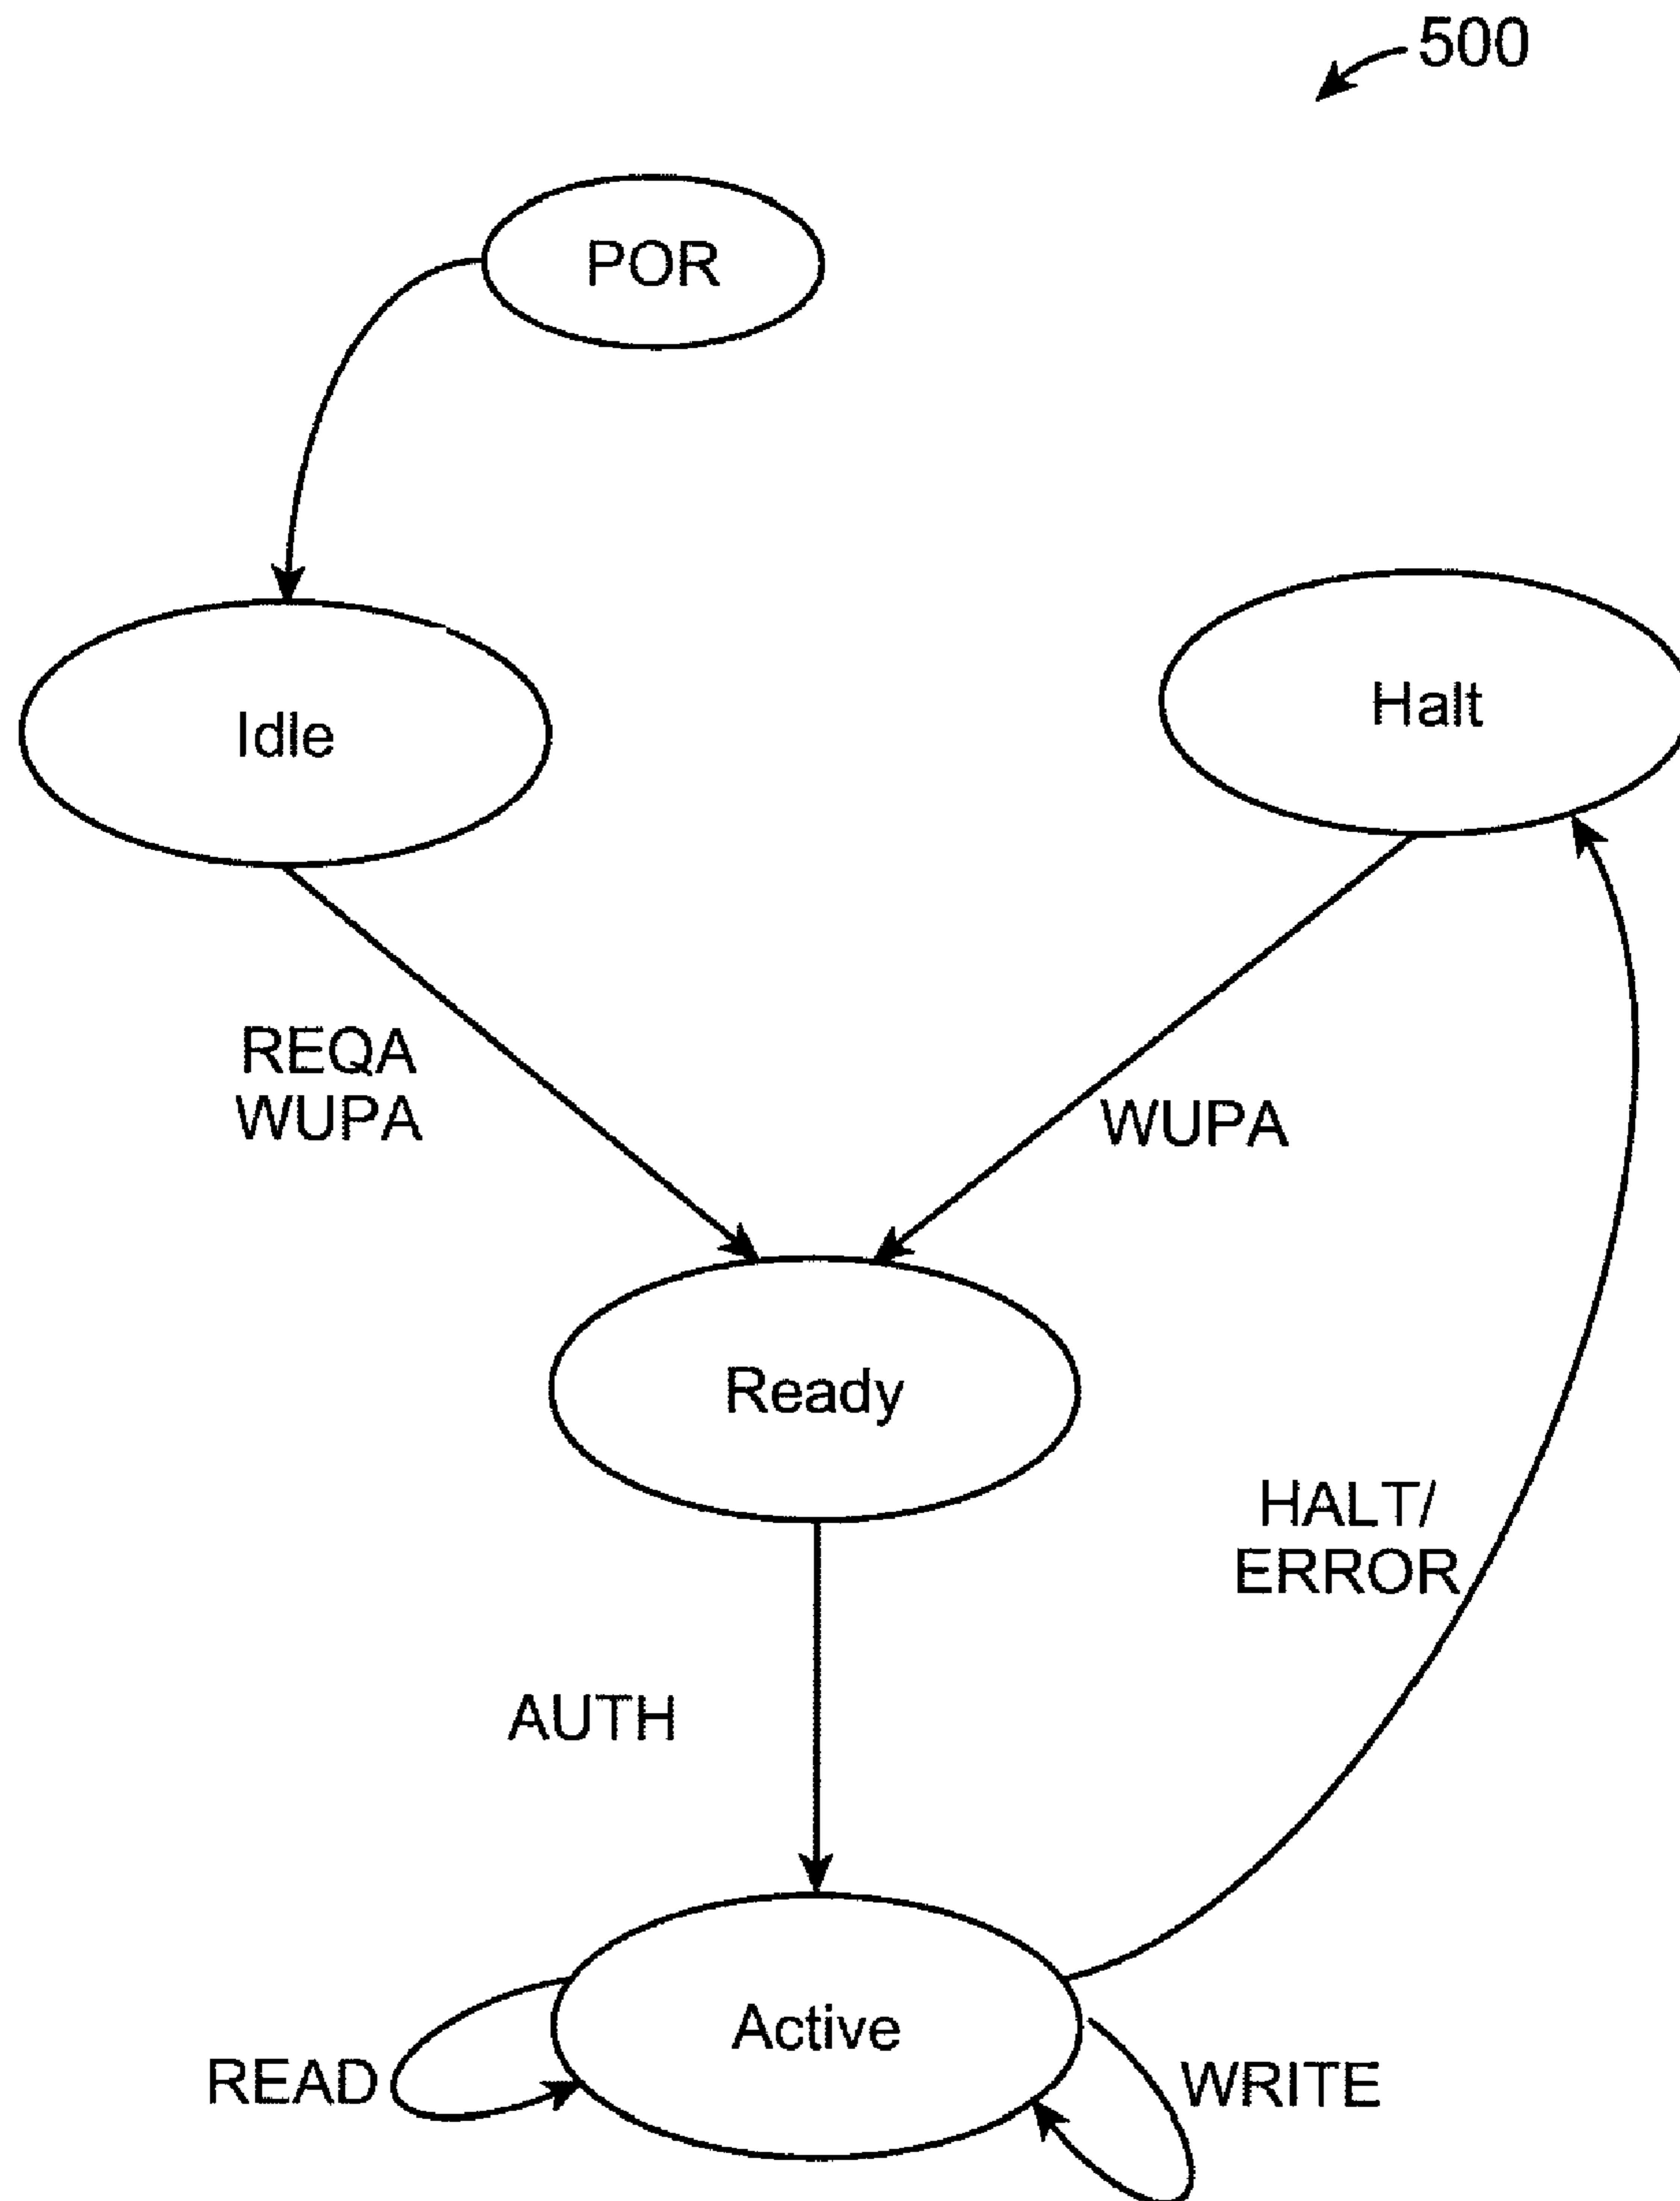 500
POR
Idle
Halt
REQA
WUPA
WUPA
Ready
HALT/
ERROR
AUTH
Active
READ
WRITE